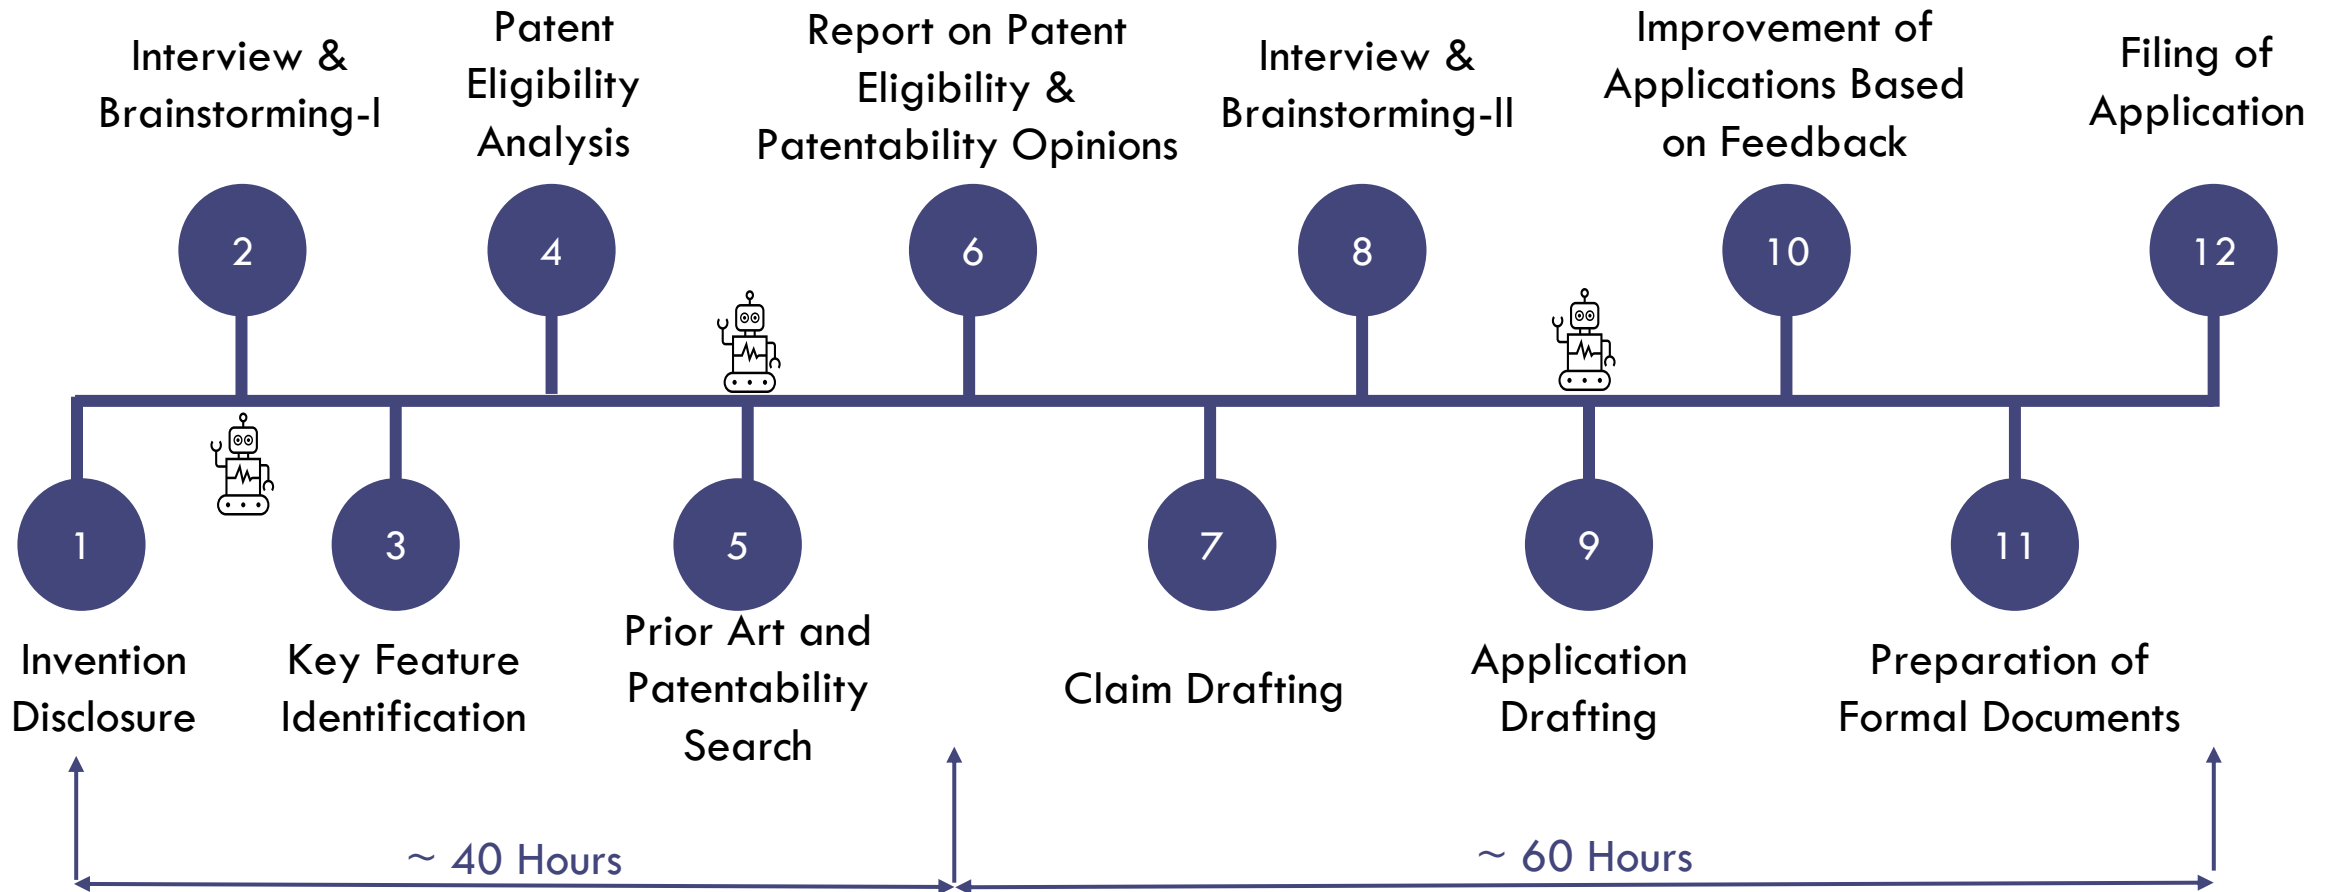 Interview &
Brainstorming-I
Patent
Eligibility
Analysis
Report on Patent
Eligibility &
Patentability Opinions
Interview &
Brainstorming-II
Improvement of
Applications Based
on Feedback
Filing of
Application
2
4
6
8
10
12
1
3
5
7
9
11
Invention
Disclosure
Key Feature
Identification
Prior Art and
Patentability
Search
Claim Drafting
Application
Drafting
Preparation of
Formal Documents
~ 40 Hours
~ 60 Hours